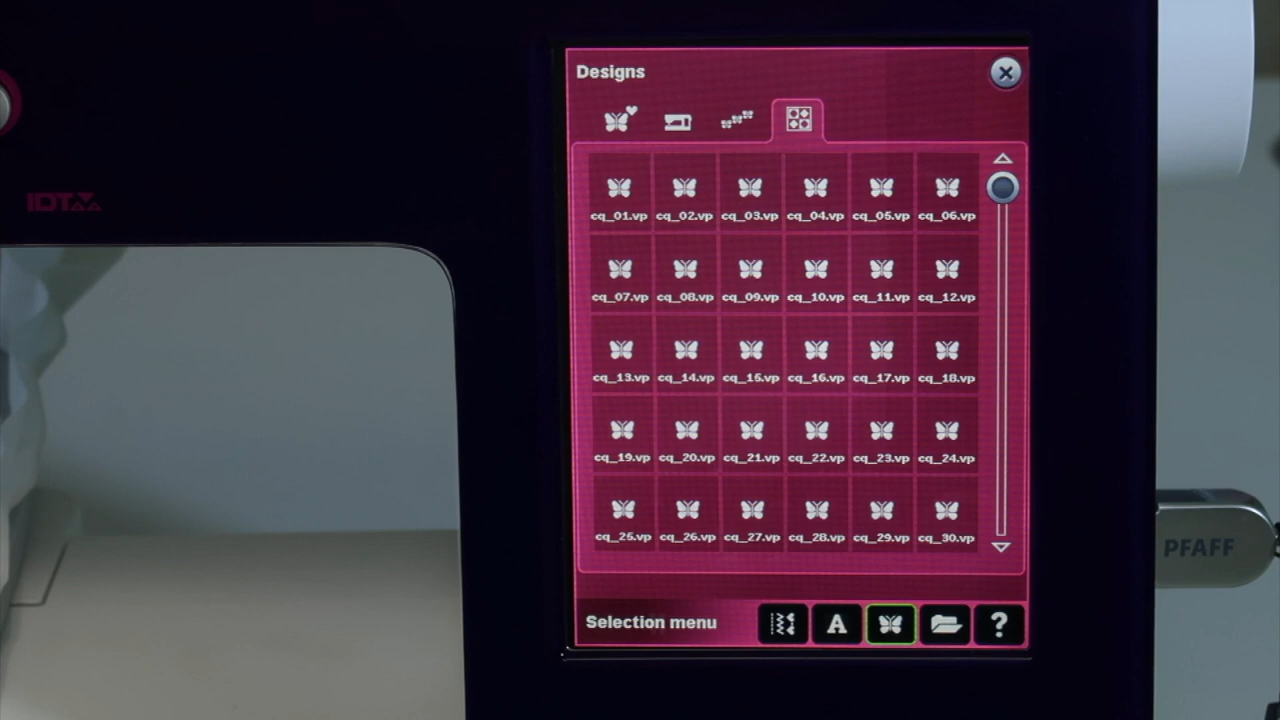 Designs
IDT
cq_01.vp cq_02.vp cq_03.vp cq_04.vp cq_05.vp cq_06.vp
cq_07.vp cq_08.vp cq_09.vp cq_10.vp cq_11.vp cq_12.vp
cq_13.vp cq_14.vp cq_15.vp cq_16.vp cq_17.vp cq_18.vp
cq_19.vp cq_20.vp cq_21.vp cq_22.vp cq_23.vp cq_24.vp
cq_25.vp cq_26.vp cq_27.vp cq_28.vp cq_29.vp cq_30.vp
PFAFF
Selection menu A ?